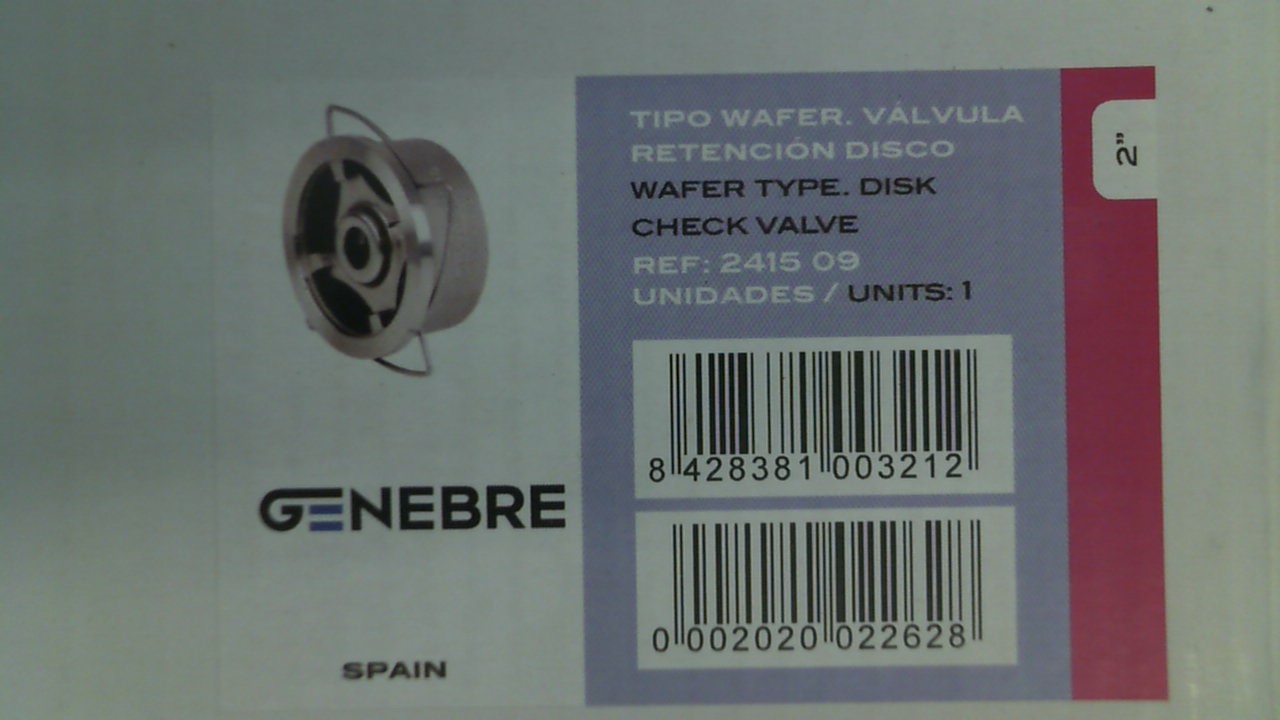 TIPO WAFER. VÁLVULA
RETENCIÓN DISCO
WAFER TYPE. DISK
CHECK VALVE
REF: 2415 09
UNIDADES / UNITS: 1
2"
8 428381 003212
0 002020 022628
GENEBRE
SPAIN